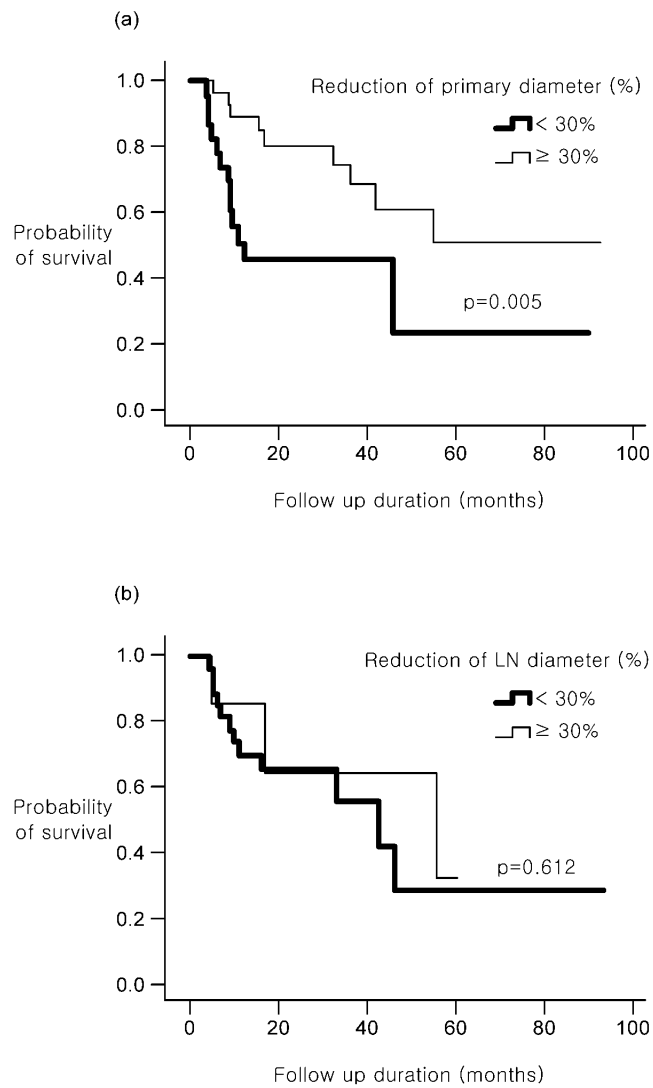 (a)
Reduction of primary diameter (%)
< 30%
≥ 30%
1.0
0.8
0.6
0.4
0.2
0.0
Probability
of survival
p=0.005
0 20 40 60 80 100
Follow up duration (months)
(b)
Reduction of LN diameter (%)
< 30%
≥ 30%
1.0
0.8
0.6
0.4
0.2
0.0
Probability
of survival
p=0.612
0 20 40 60 80 100
Follow up duration (months)